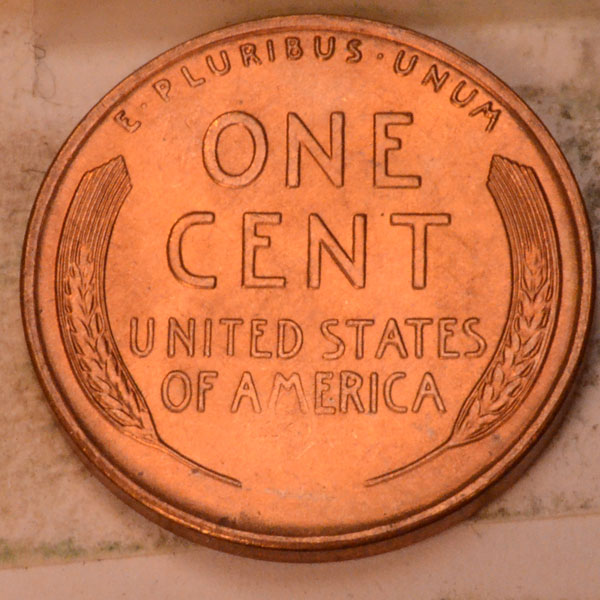 E·PLURIBUS·UNUM
ONE
CENT
UNITED STATES
OF AMERICA